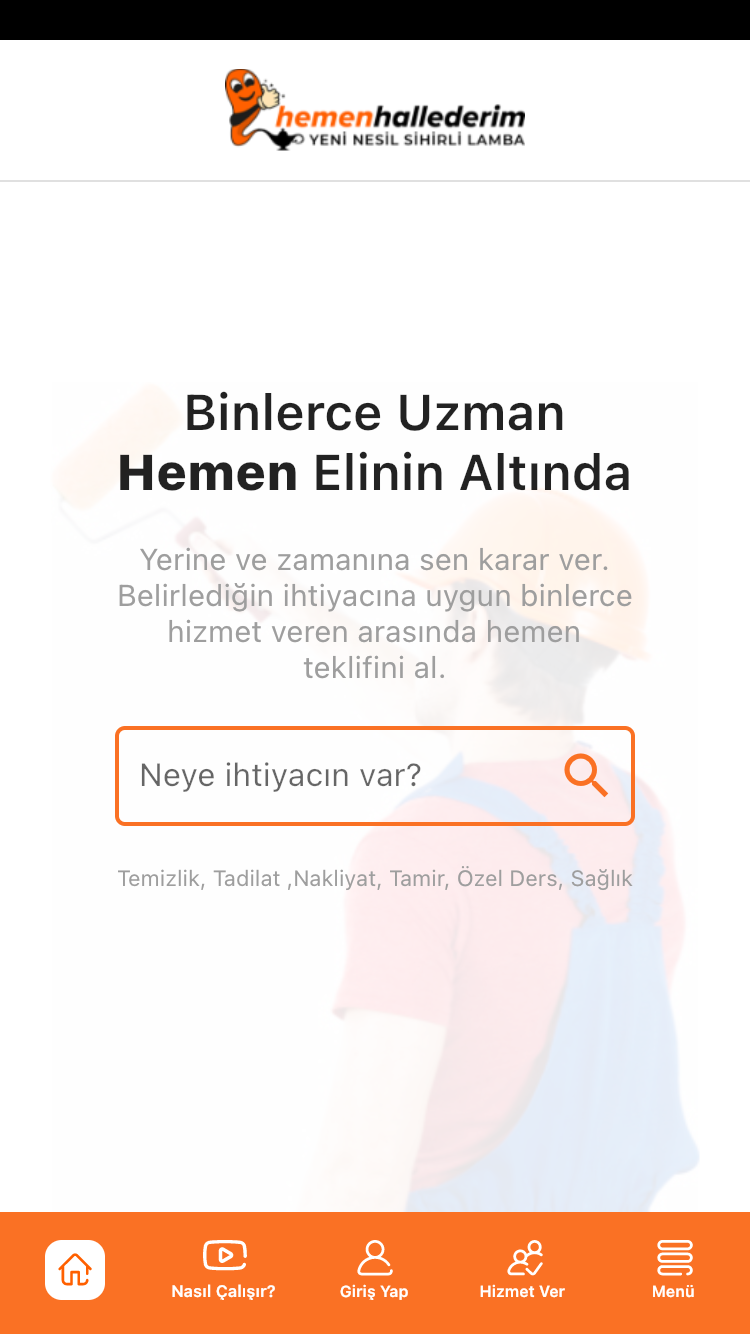 hemenhallederim
YENİ NESİL SİHİRLİ LAMBA
Binlerce Uzman
Hemen Elinin Altında
Yerine ve zamanına sen karar ver.
Belirlediğin ihtiyacına uygun binlerce
hizmet veren arasında hemen
teklifini al.
Neye ihtiyacın var?
Temizlik, Tadilat ,Nakliyat, Tamir, Özel Ders, Sağlık
Nasıl Çalışır?
Giriş Yap
Hizmet Ver
Menü